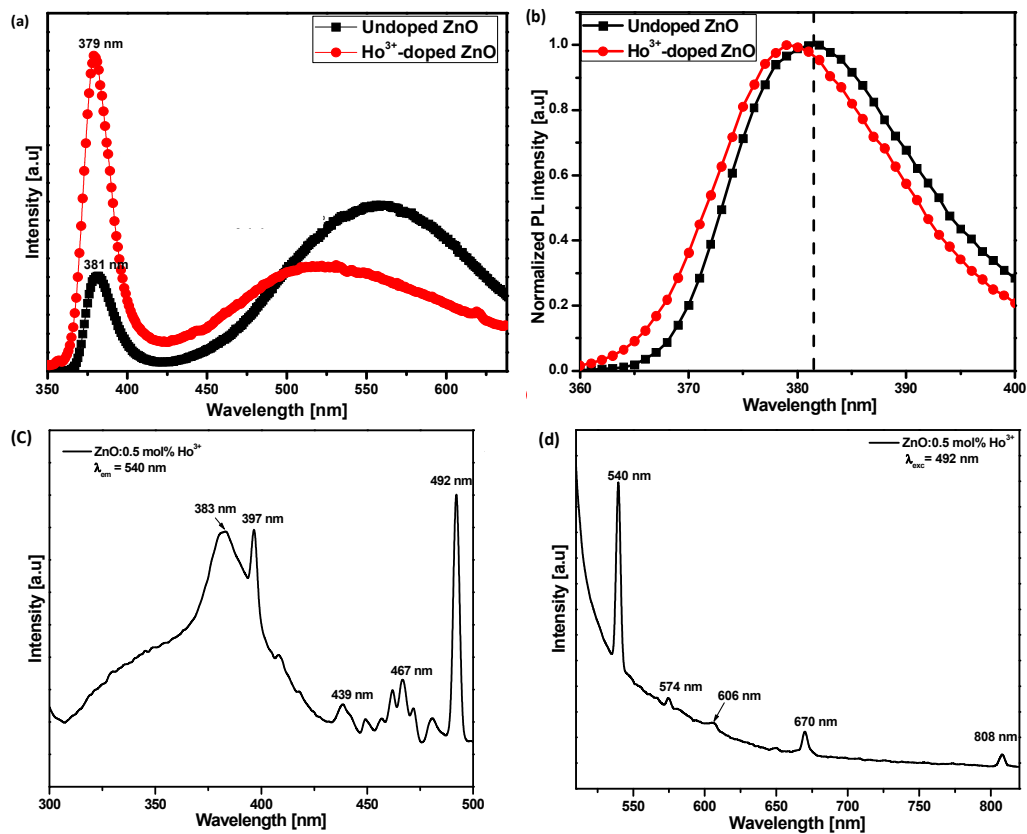 (a)
Undoped ZnO
Ho³⁺-doped ZnO
379 nm
381 nm
Intensity [a.u]
350 400 450 500 550 600
Wavelength [nm]
(b)
Undoped ZnO
Ho³⁺-doped ZnO
Normalized PL intensity [a.u]
1.0
0.8
0.6
0.4
0.2
0.0
360 370 380 390 400
Wavelength [nm]
(C)
ZnO:0.5 mol% Ho³⁺
λem = 540 nm
492 nm
383 nm
397 nm
467 nm
439 nm
Intensity [a.u]
300 350 400 450 500
Wavelength [nm]
(d)
ZnO:0.5 mol% Ho³⁺
λexc = 492 nm
540 nm
574 nm
606 nm
670 nm
808 nm
Intensity [a.u]
550 600 650 700 750 800
Wavelength [nm]